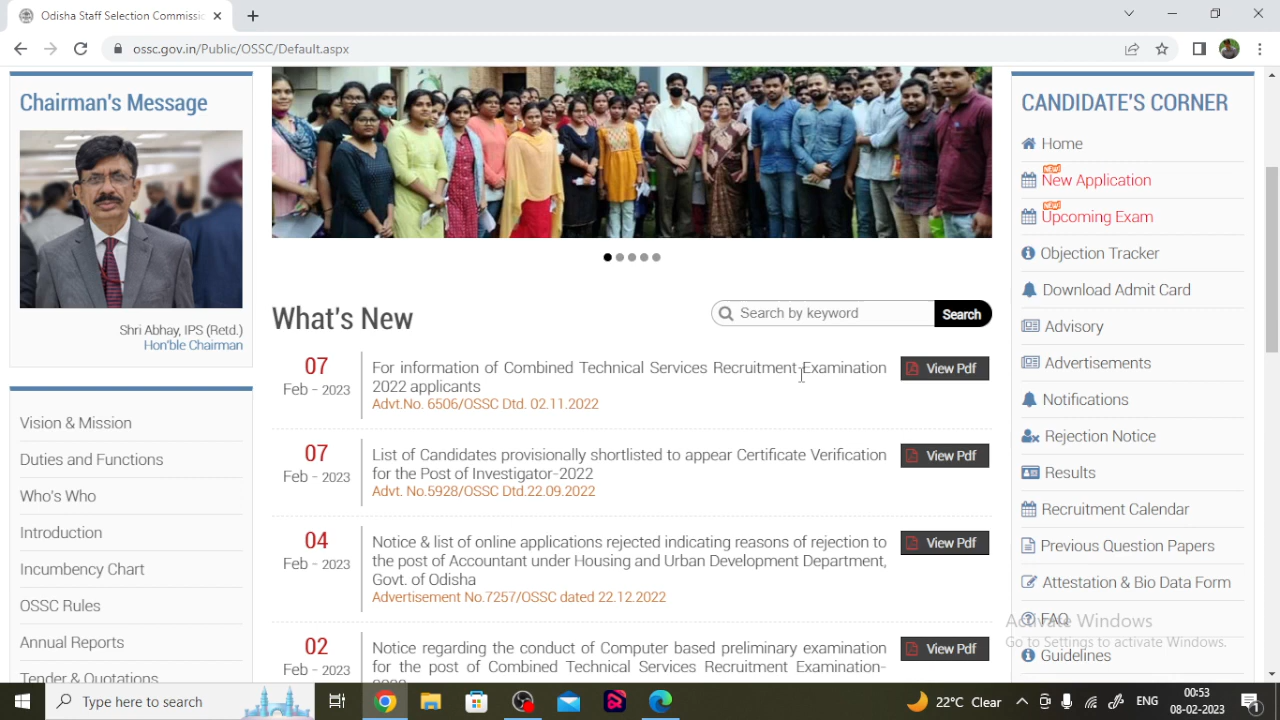 Odisha Staff Selection Commissi
ossc.gov.in/Public/OSSC/Default.aspx
Chairman's Message
Shri Abhay, IPS (Retd.)
Hon'ble Chairman
Vision & Mission
Duties and Functions
Who's Who
Introduction
Incumbency Chart
OSSC Rules
Annual Reports
Tender & Quotations
What's New
Search by keyword
Search
07
Feb - 2023
For information of Combined Technical Services Recruitment Examination
2022 applicants
Advt.No. 6506/OSSC Dtd. 02.11.2022
View Pdf
07
Feb - 2023
List of Candidates provisionally shortlisted to appear Certificate Verification
for the Post of Investigator-2022
Advt. No.5928/OSSC Dtd.22.09.2022
View Pdf
04
Feb - 2023
Notice & list of online applications rejected indicating reasons of rejection to
the post of Accountant under Housing and Urban Development Department,
Govt. of Odisha
Advertisement No.7257/OSSC dated 22.12.2022
View Pdf
02
Feb - 2023
Notice regarding the conduct of Computer based preliminary examination
for the post of Combined Technical Services Recruitment Examination-
View Pdf
CANDIDATE'S CORNER
Home
NEW!
New Application
NEW!
Upcoming Exam
Objection Tracker
Download Admit Card
Advisory
Advertisements
Notifications
Rejection Notice
Results
Recruitment Calendar
Previous Question Papers
Attestation & Bio Data Form
FAQ
Guidelines
Activate Windows
Go to Settings to activate Windows.
Type here to search
22°C Clear
ENG
00:53
08-02-2023
1